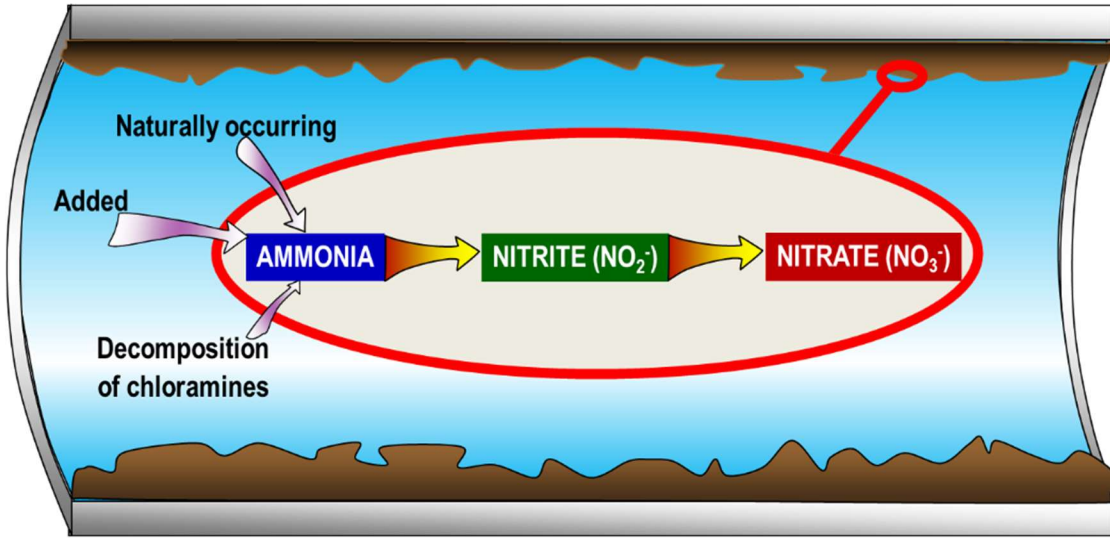 Naturally occurring
Added
AMMONIA
NITRITE (NO₂⁻)
NITRATE (NO₃⁻)
Decomposition
of chloramines